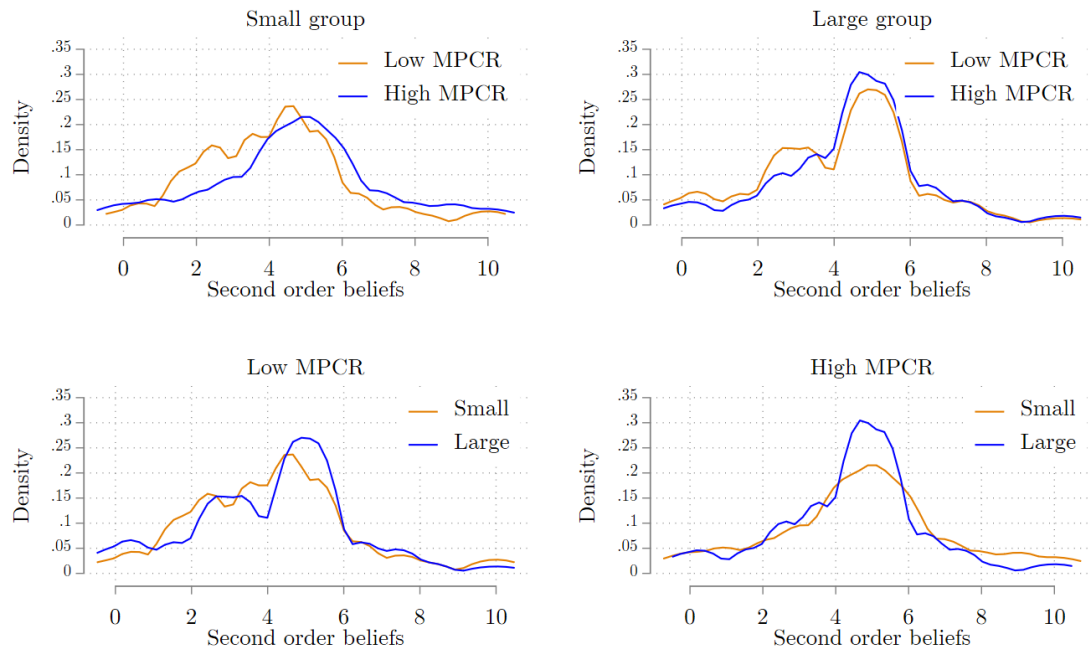 Small group
Low MPCR
High MPCR
Density
.35
.3
.25
.2
.15
.1
.05
0
0 2 4 6 8 10
Second order beliefs
Large group
Low MPCR
High MPCR
Density
.35
.3
.25
.2
.15
.1
.05
0
0 2 4 6 8 10
Second order beliefs
Low MPCR
Small
Large
Density
.35
.3
.25
.2
.15
.1
.05
0
0 2 4 6 8 10
Second order beliefs
High MPCR
Small
Large
Density
.35
.3
.25
.2
.15
.1
.05
0
0 2 4 6 8 10
Second order beliefs